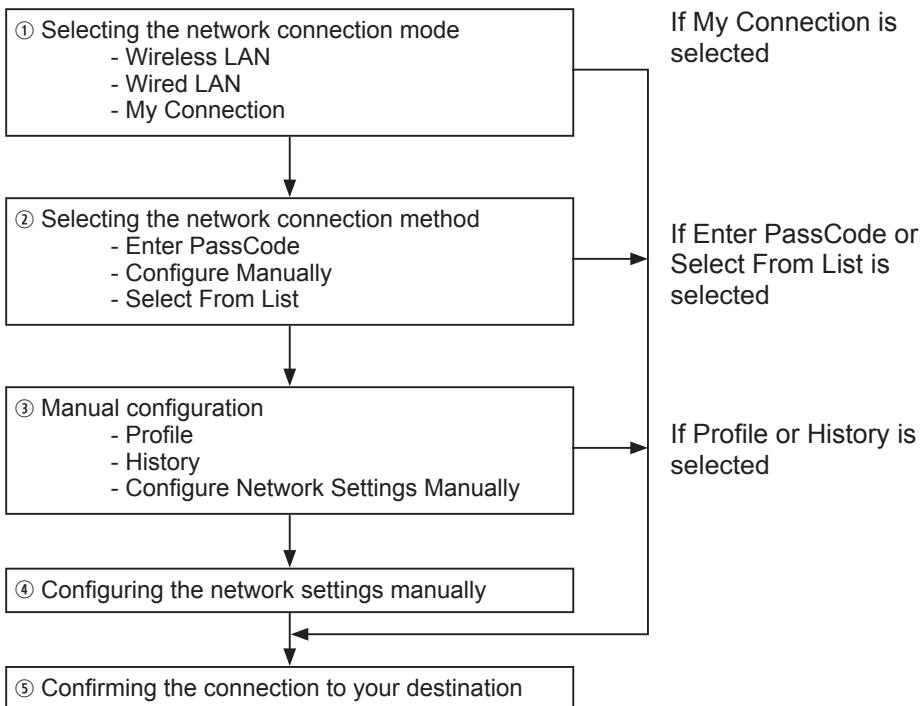 ① Selecting the network connection mode
- Wireless LAN
- Wired LAN
- My Connection
If My Connection is
selected
② Selecting the network connection method
- Enter PassCode
- Configure Manually
- Select From List
If Enter PassCode or
Select From List is
selected
③ Manual configuration
- Profile
- History
- Configure Network Settings Manually
If Profile or History is
selected
④ Configuring the network settings manually
⑤ Confirming the connection to your destination